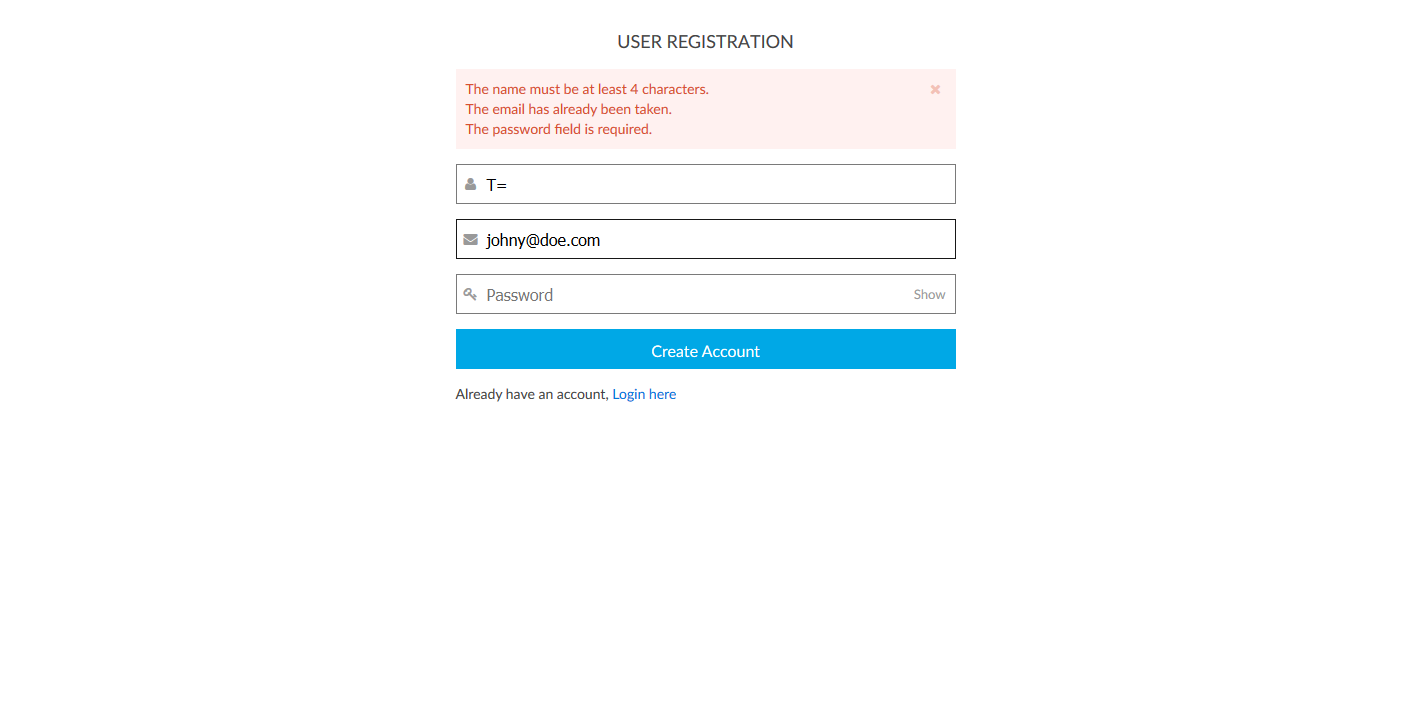 USER REGISTRATION
The name must be at least 4 characters.
The email has already been taken.
The password field is required.
T=
johny@doe.com
Password Show
Create Account
Already have an account, Login here